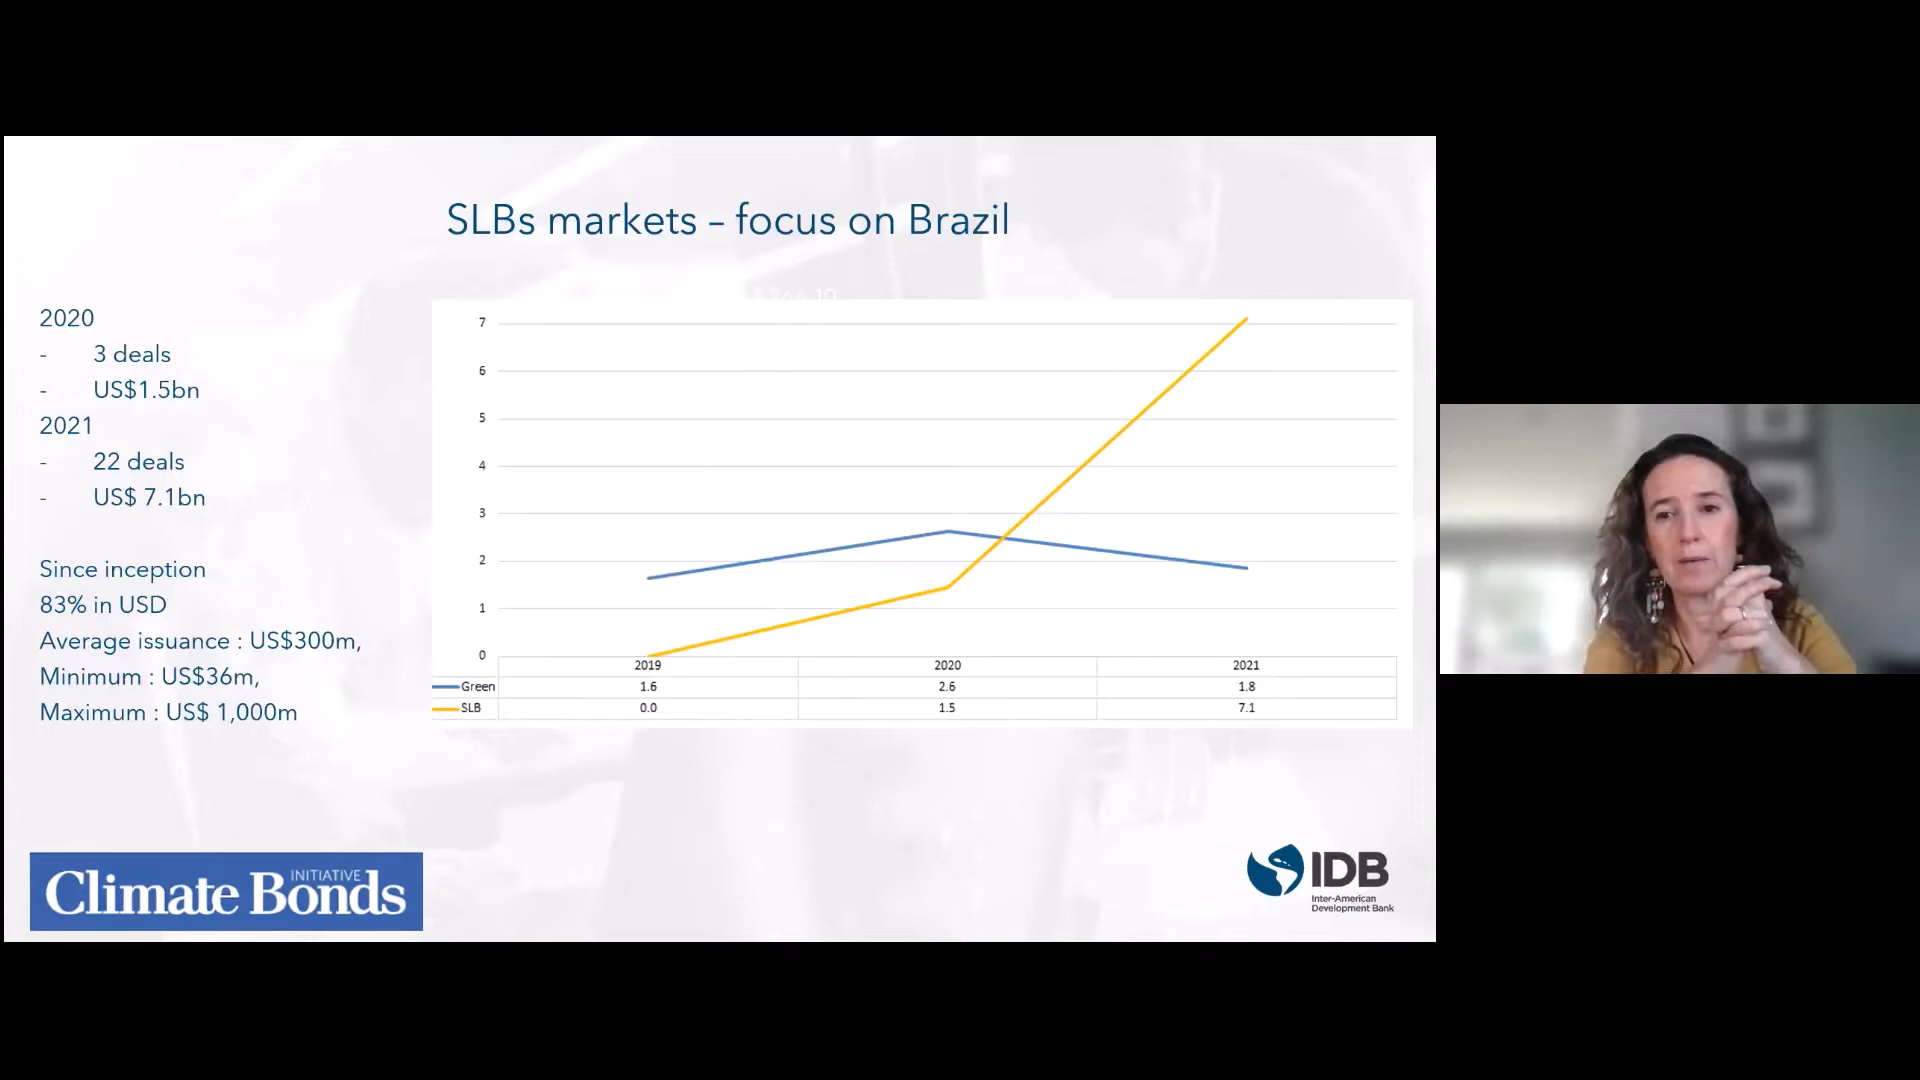 SLBs markets – focus on Brazil
2020
- 3 deals
- US$1.5bn
2021
- 22 deals
- US$ 7.1bn
Since inception
83% in USD
Average issuance : US$300m,
Minimum : US$36m,
Maximum : US$ 1,000m
7
6
5
4
3
2
1
0
2019 2020 2021
Green 1.6 2.6 1.8
SLB 0.0 1.5 7.1
Climate Bonds
INITIATIVE
IDB
Inter-American
Development Bank